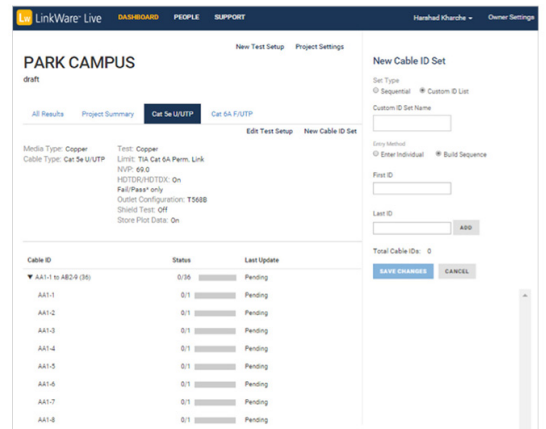 Lw LinkWare™ Live DASHBOARD PEOPLE SUPPORT Harshad Kharche Owner Settings
New Test Setup Project Settings
PARK CAMPUS
draft
All Results Project Summary Cat 5e U/UTP Cat 6A F/UTP
Edit Test Setup New Cable ID Set
Media Type: Copper
Cable Type: Cat 5e U/UTP
Test: Copper
Limit: TIA Cat 6A Perm. Link
NVP: 69.0
HDTDR/HDTDX: On
Fail/Pass* only
Outlet Configuration: T568B
Shield Test: Off
Store Plot Data: On
Cable ID Status Last Update
▼ AA1-1 to AB2-9 (36) 0/36 Pending
AA1-1 0/1 Pending
AA1-2 0/1 Pending
AA1-3 0/1 Pending
AA1-4 0/1 Pending
AA1-5 0/1 Pending
AA1-6 0/1 Pending
AA1-7 0/1 Pending
AA1-8 0/1 Pending
New Cable ID Set
Set Type
Sequential Custom ID List
Custom ID Set Name
Entry Method
Enter Individual Build Sequence
First ID
Last ID
ADD
Total Cable IDs: 0
SAVE CHANGES CANCEL